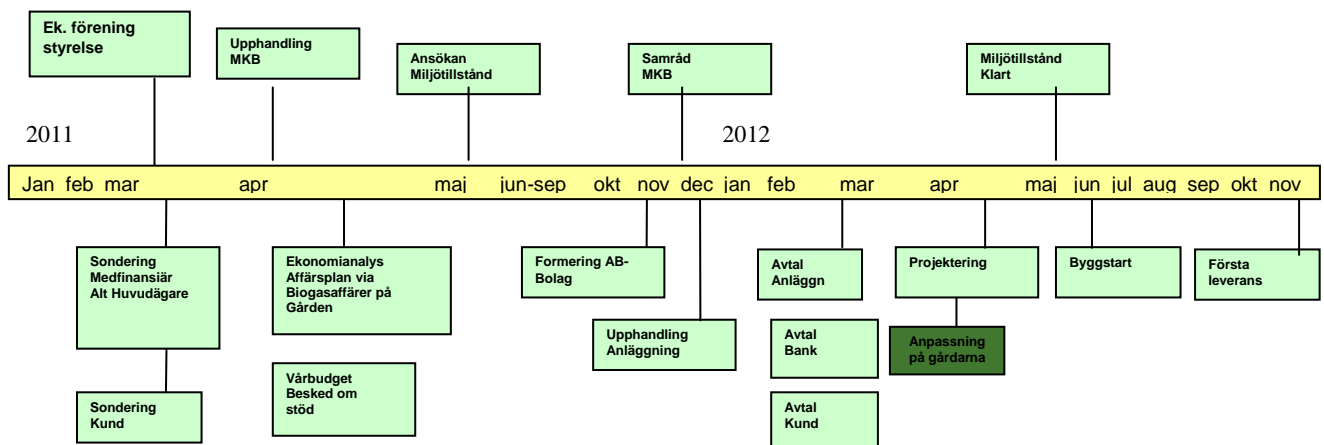 Ek. förening
styrelse
Upphandling
MKB
Ansökan
Miljötillstånd
Samråd
MKB
Miljötillstånd
Klart
2011
2012
Jan feb mar apr maj jun-sep okt nov dec jan feb mar apr maj jun jul aug sep okt nov
Sondering
Medfinansiär
Alt Huvudägare
Ekonomianalys
Affärsplan via
Biogasaffärer på
Gården
Formering AB-
Bolag
Avtal
Anläggn
Projektering
Byggstart
Första
leverans
Upphandling
Anläggning
Avtal
Bank
Anpassning
på gårdarna
Vårbudget
Besked om
stöd
Sondering
Kund
Avtal
Kund